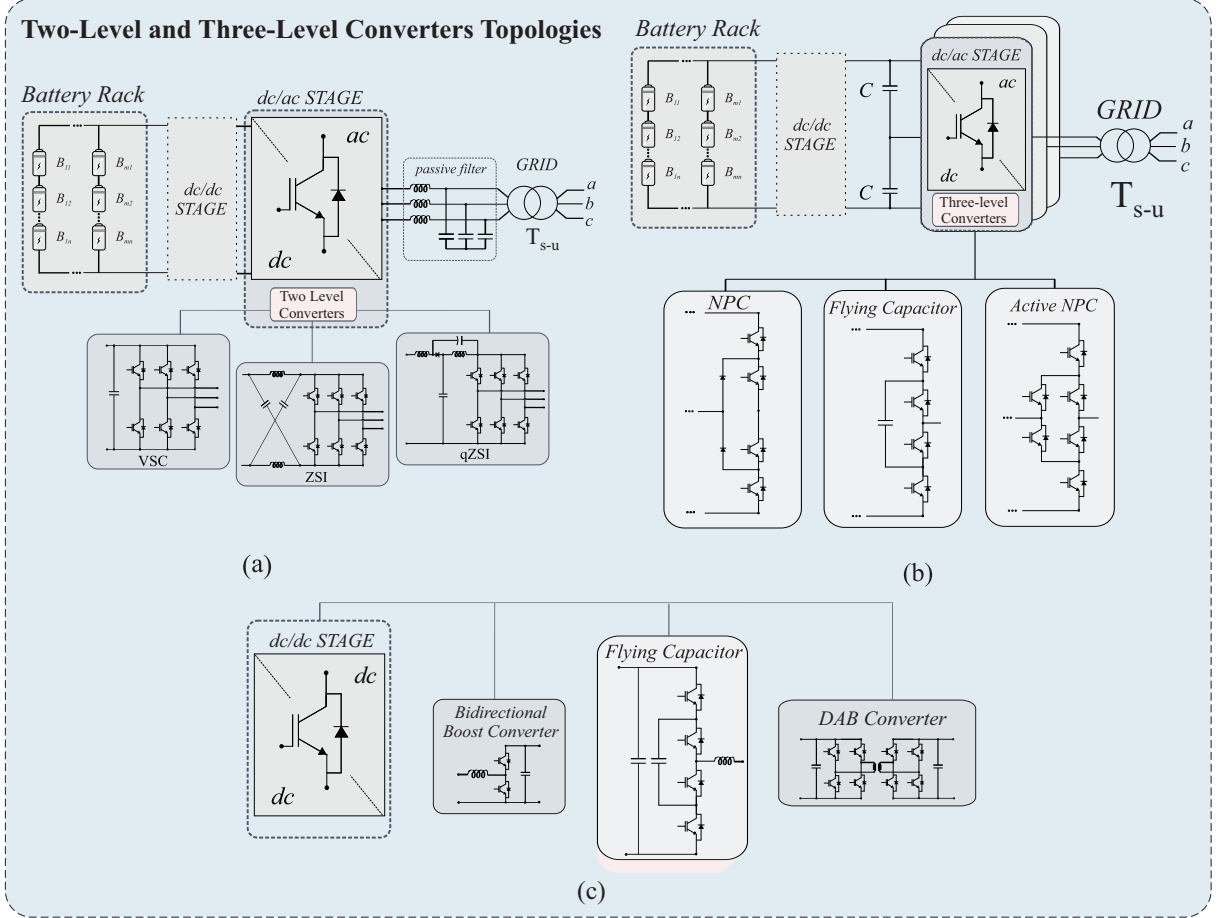 Two-Level and Three-Level Converters Topologies
Battery Rack
B11
Bm1
B12
Bm2
B1n
Bmn
dc/dc
STAGE
dc/ac STAGE
ac
dc
Two Level
Converters
passive filter
GRID
Ts-u
a
b
c
VSC
ZSI
qZSI
(a)
Battery Rack
B11
Bm1
B12
Bm2
B1n
Bmn
dc/dc
STAGE
C
C
dc/ac STAGE
ac
dc
Three-level
Converters
GRID
a
b
c
Ts-u
NPC
Flying Capacitor
Active NPC
(b)
dc/dc STAGE
dc
dc
Bidirectional
Boost Converter
Flying Capacitor
DAB Converter
(c)